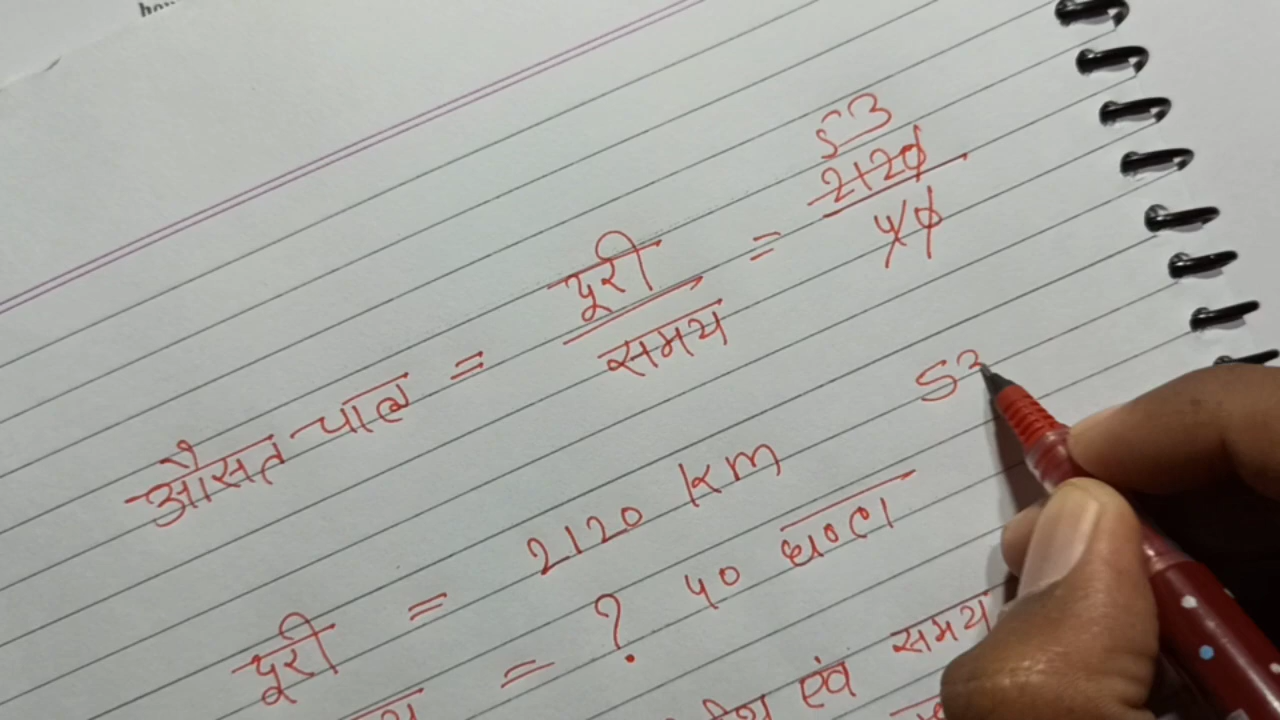 53
2120
औसत चाल = दूरी = 40
समय
53
दूरी = 2120 km
= ? 40 घण्टा
एवं समय